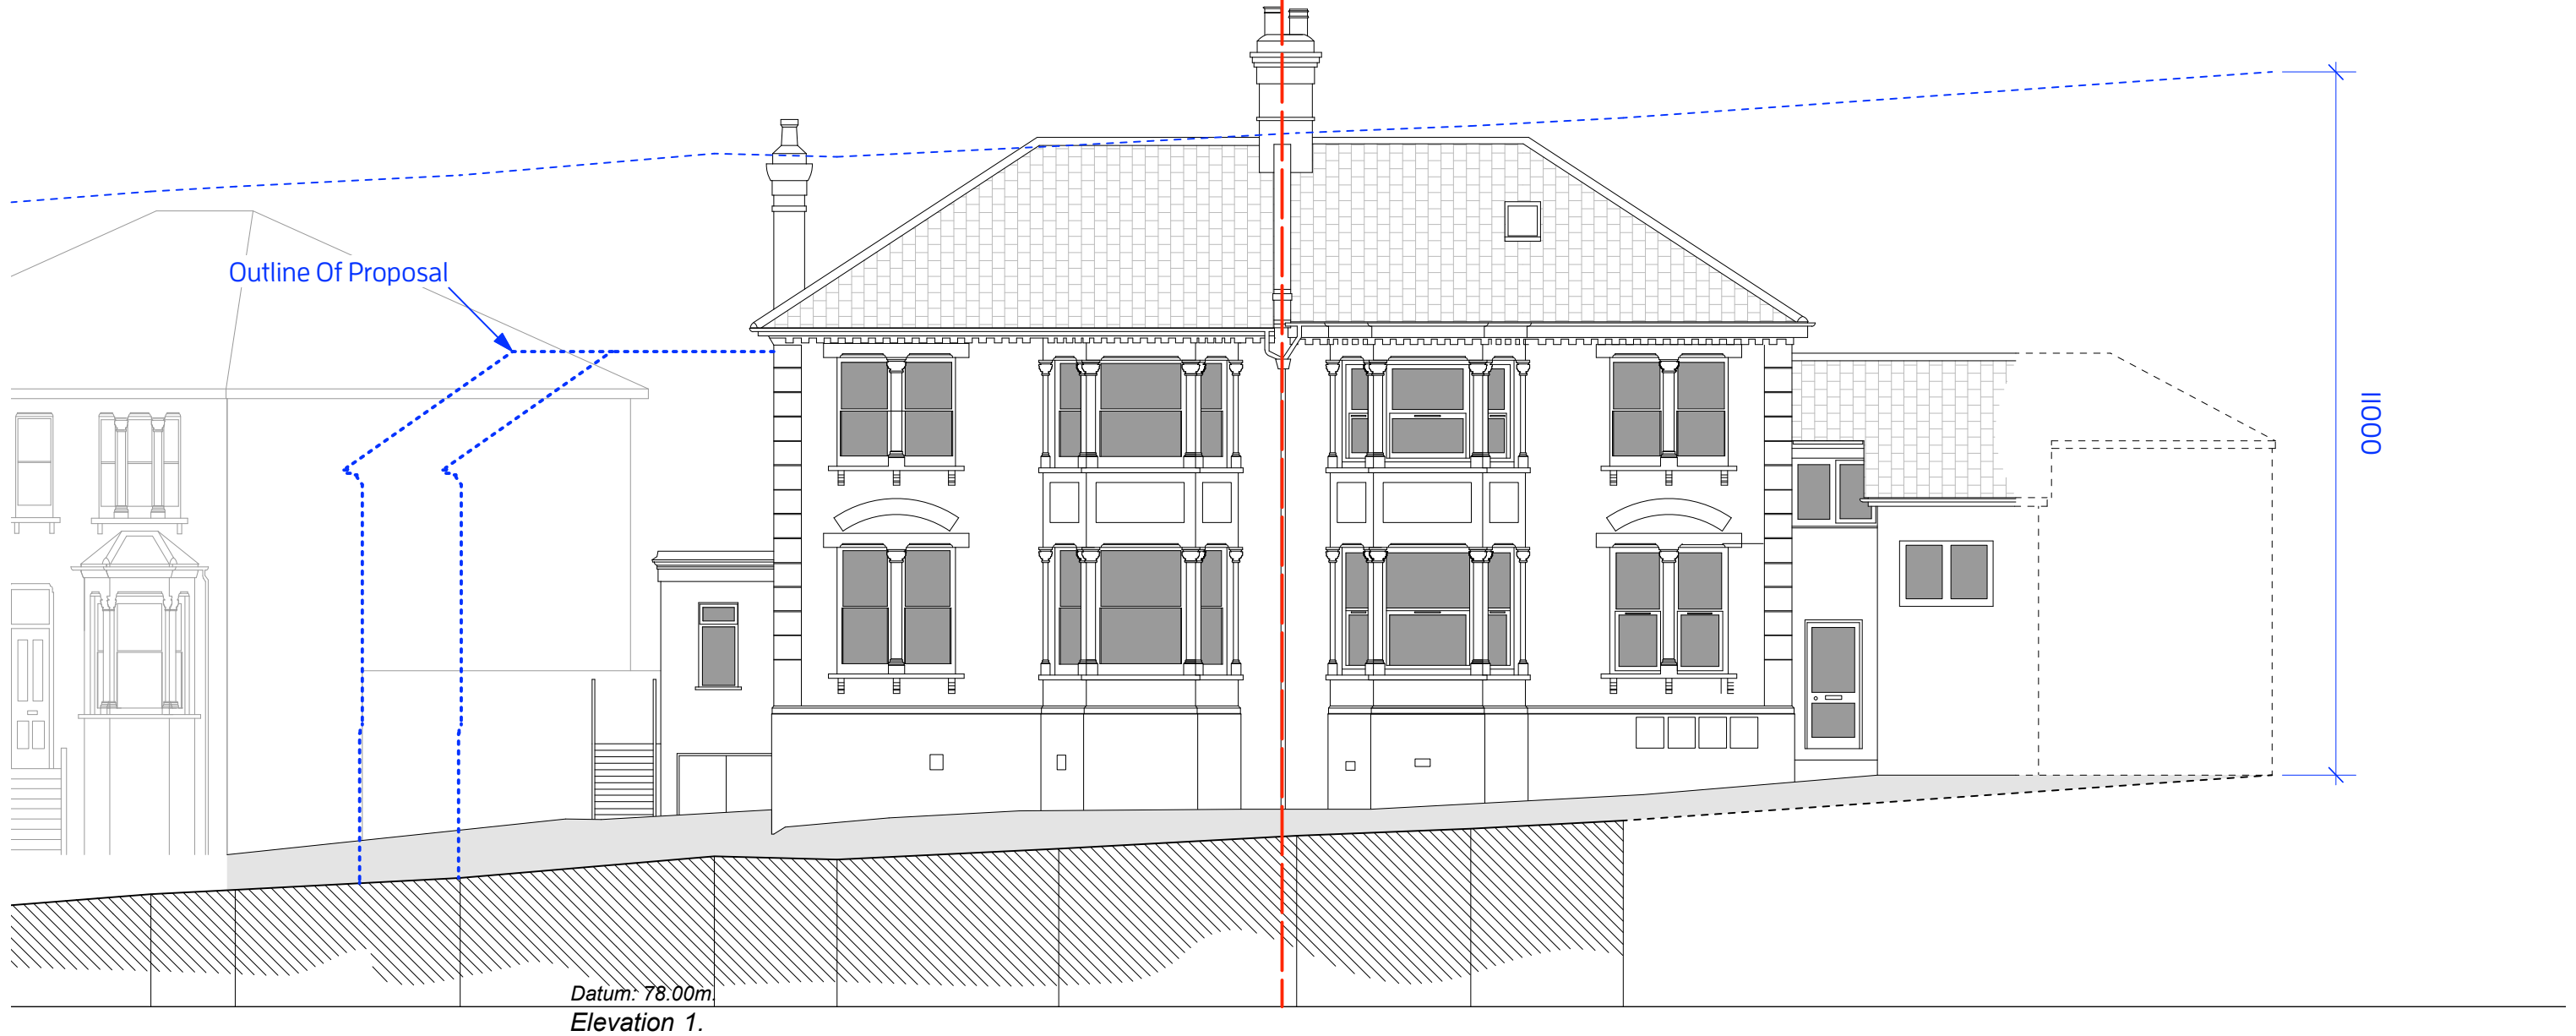 Outline Of Proposal
11000
Datum: 78.00m.
Elevation 1.